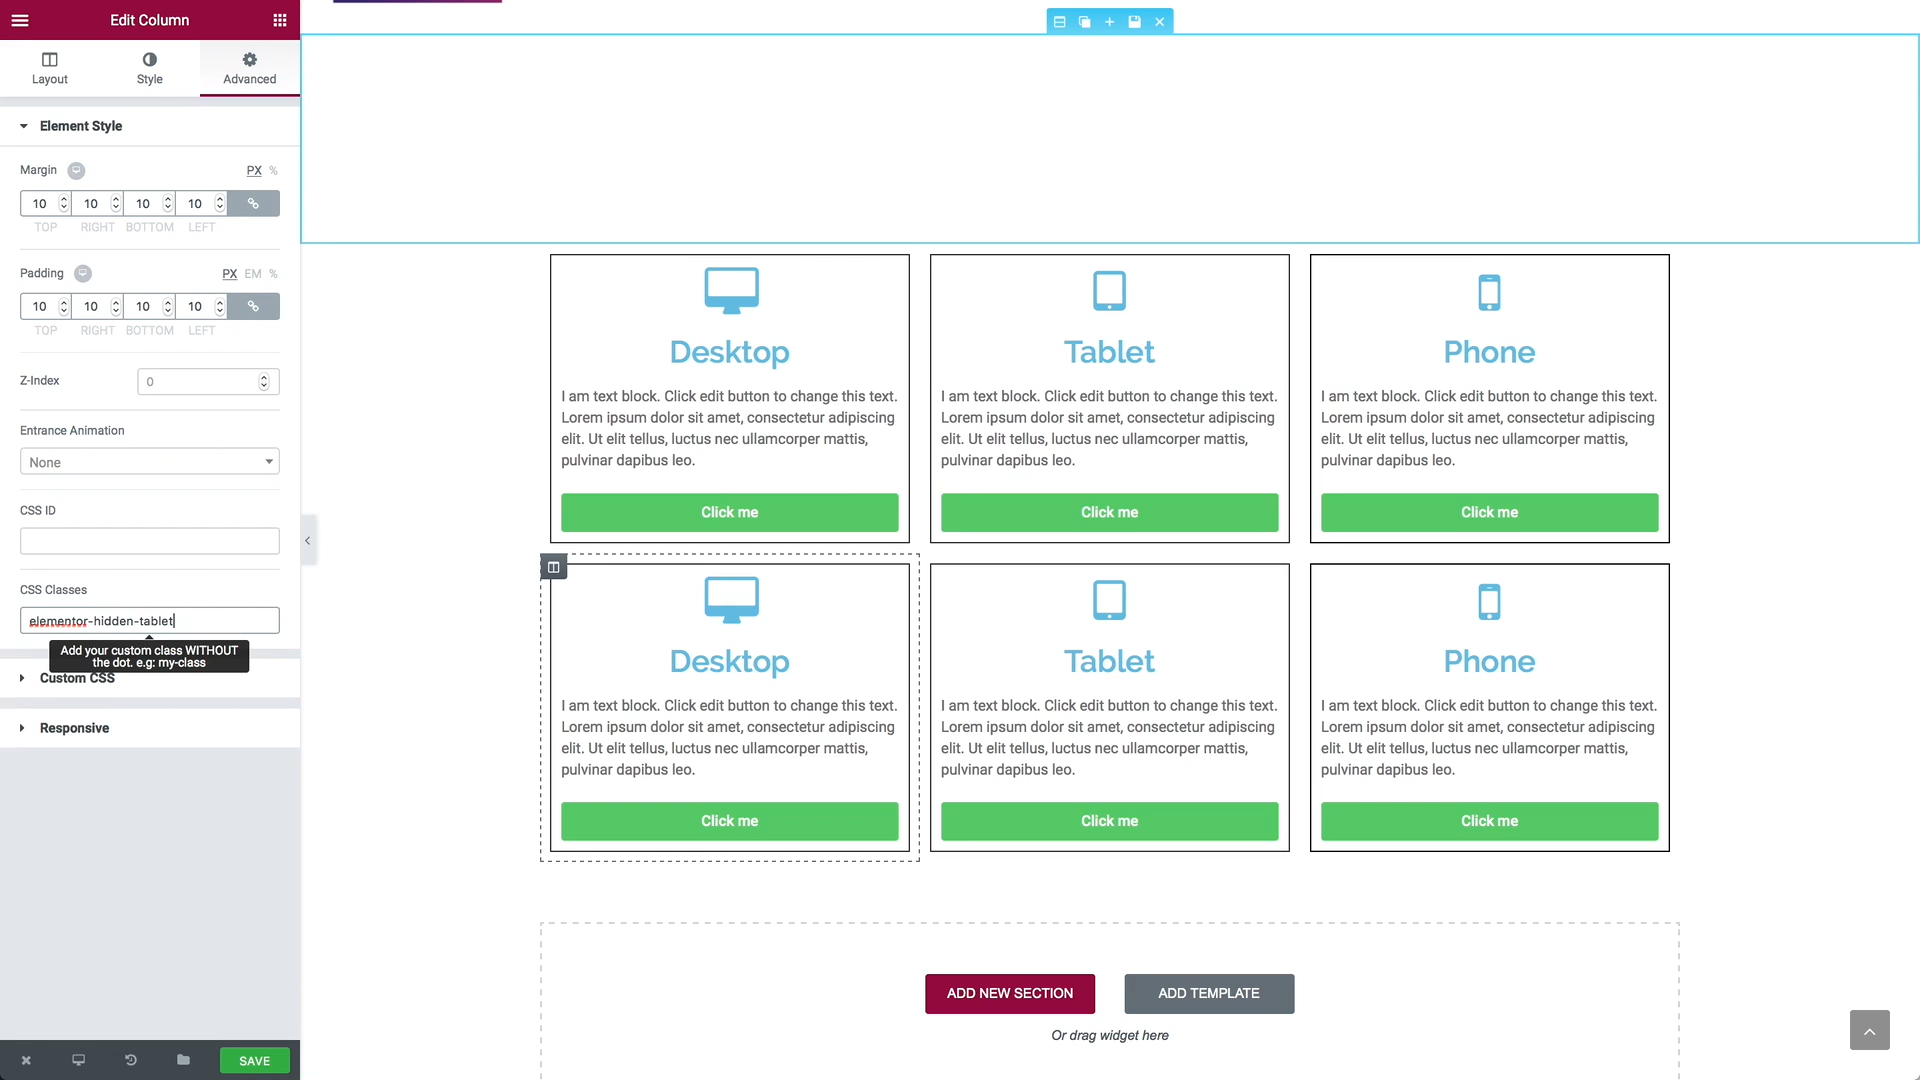 Edit Column
Layout
Style
Advanced
Element Style
Margin
PX %
10 10 10 10
TOP RIGHT BOTTOM LEFT
Padding
PX EM %
10 10 10 10
TOP RIGHT BOTTOM LEFT
Z-Index
0
Entrance Animation
None
CSS ID
CSS Classes
elementor-hidden-tablet
Add your custom class WITHOUT
the dot. e.g: my-class
Custom CSS
Responsive
SAVE
Desktop
I am text block. Click edit button to change this text.
Lorem ipsum dolor sit amet, consectetur adipiscing
elit. Ut elit tellus, luctus nec ullamcorper mattis,
pulvinar dapibus leo.
Click me
Tablet
I am text block. Click edit button to change this text.
Lorem ipsum dolor sit amet, consectetur adipiscing
elit. Ut elit tellus, luctus nec ullamcorper mattis,
pulvinar dapibus leo.
Click me
Phone
I am text block. Click edit button to change this text.
Lorem ipsum dolor sit amet, consectetur adipiscing
elit. Ut elit tellus, luctus nec ullamcorper mattis,
pulvinar dapibus leo.
Click me
Desktop
I am text block. Click edit button to change this text.
Lorem ipsum dolor sit amet, consectetur adipiscing
elit. Ut elit tellus, luctus nec ullamcorper mattis,
pulvinar dapibus leo.
Click me
Tablet
I am text block. Click edit button to change this text.
Lorem ipsum dolor sit amet, consectetur adipiscing
elit. Ut elit tellus, luctus nec ullamcorper mattis,
pulvinar dapibus leo.
Click me
Phone
I am text block. Click edit button to change this text.
Lorem ipsum dolor sit amet, consectetur adipiscing
elit. Ut elit tellus, luctus nec ullamcorper mattis,
pulvinar dapibus leo.
Click me
ADD NEW SECTION
ADD TEMPLATE
Or drag widget here